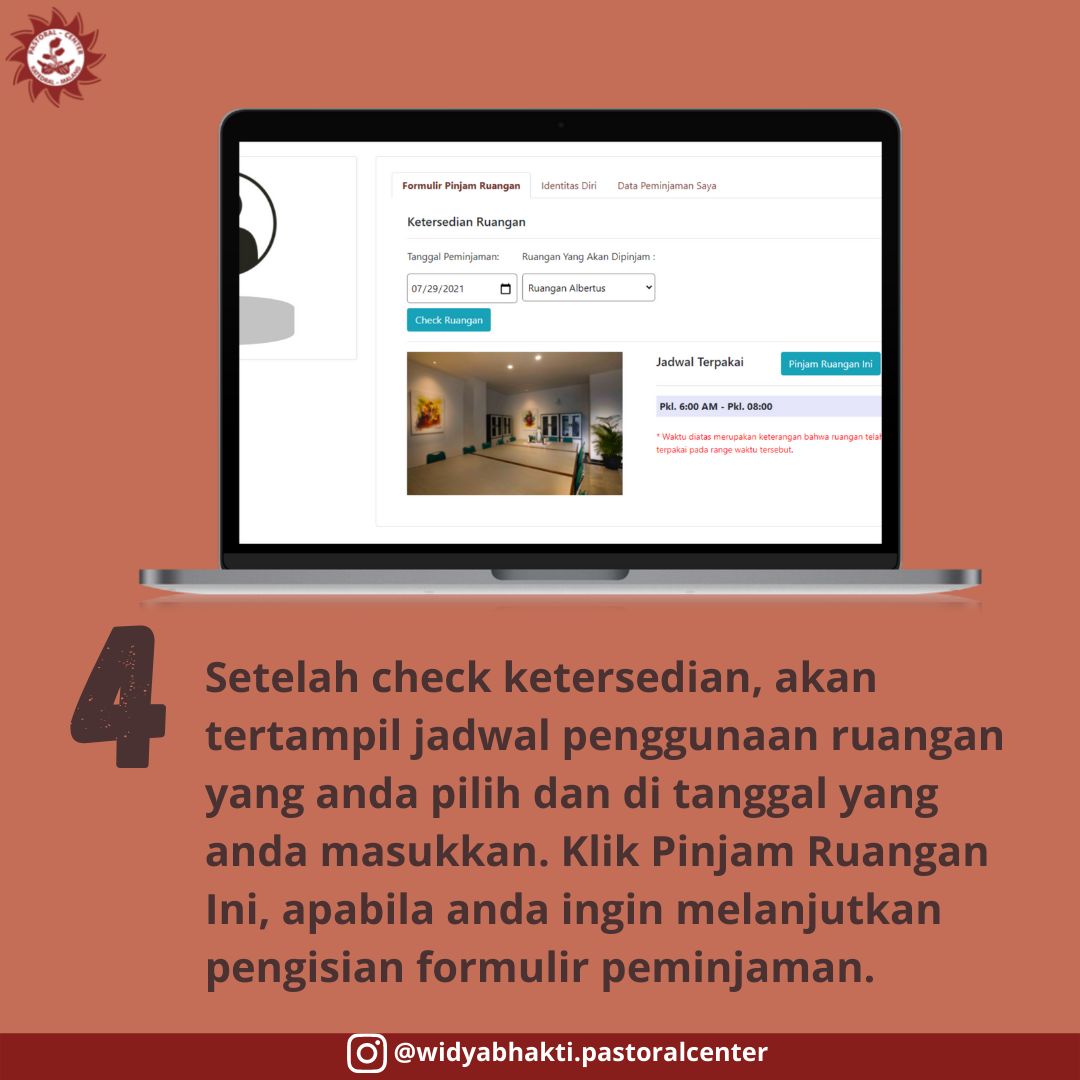 PASTORAL - CENTER
KATEDRAL - MALANG
Formulir Pinjam Ruangan
Identitas Diri
Data Peminjaman Saya
Ketersedian Ruangan
Tanggal Peminjaman:
Ruangan Yang Akan Dipinjam :
07/29/2021
Ruangan Albertus
Check Ruangan
Jadwal Terpakai
Pinjam Ruangan Ini
Pkl. 6:00 AM - Pkl. 08:00
* Waktu diatas merupakan keterangan bahwa ruangan telah
terpakai pada range waktu tersebut.
4
Setelah check ketersedian, akan
tertampil jadwal penggunaan ruangan
yang anda pilih dan di tanggal yang
anda masukkan. Klik Pinjam Ruangan
Ini, apabila anda ingin melanjutkan
pengisian formulir peminjaman.
@widyabhakti.pastoralcenter